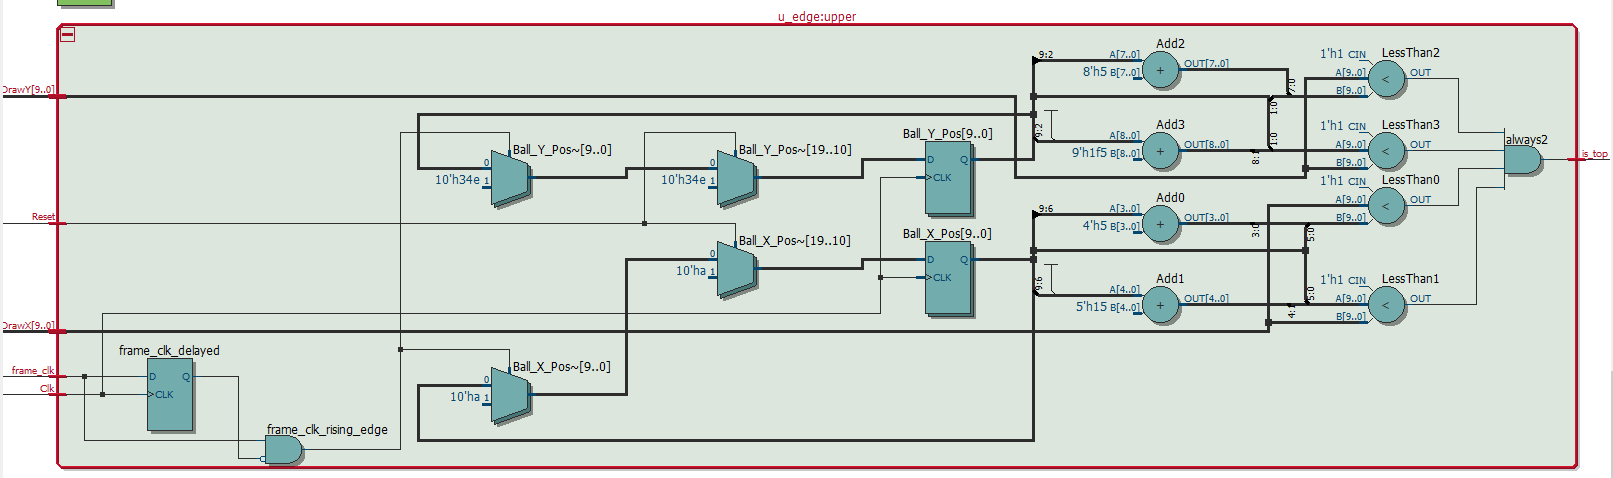 u_edge:upper
DrawY[9..0]
Reset
DrawX[9..0]
frame_clk
Clk
frame_clk_delayed
D Q
CLK
frame_clk_rising_edge
Ball_Y_Pos~[9..0]
0
10'h34e 1
Ball_Y_Pos~[19..10]
0
10'h34e 1
Ball_X_Pos~[19..10]
0
10'ha 1
Ball_X_Pos~[9..0]
0
10'ha 1
Ball_Y_Pos[9..0]
D Q
CLK
Ball_X_Pos[9..0]
D Q
CLK
9:2
Add2
A[7..0]
8'h5 B[7..0]
+
OUT[7..0]
7:0
9:2
Add3
A[8..0]
9'h1f5 B[8..0]
+
OUT[8..0]
8:1
1:0
1:0
9:6
Add0
A[3..0]
4'h5 B[3..0]
+
OUT[3..0]
3:0
5:0
9:6
Add1
A[4..0]
5'h15 B[4..0]
+
OUT[4..0]
4:1
5:0
LessThan2
1'h1 CIN
A[9..0]
B[9..0]
<
OUT
LessThan3
1'h1 CIN
A[9..0]
B[9..0]
<
OUT
LessThan0
1'h1 CIN
A[9..0]
B[9..0]
<
OUT
LessThan1
1'h1 CIN
A[9..0]
B[9..0]
<
OUT
always2
is_top